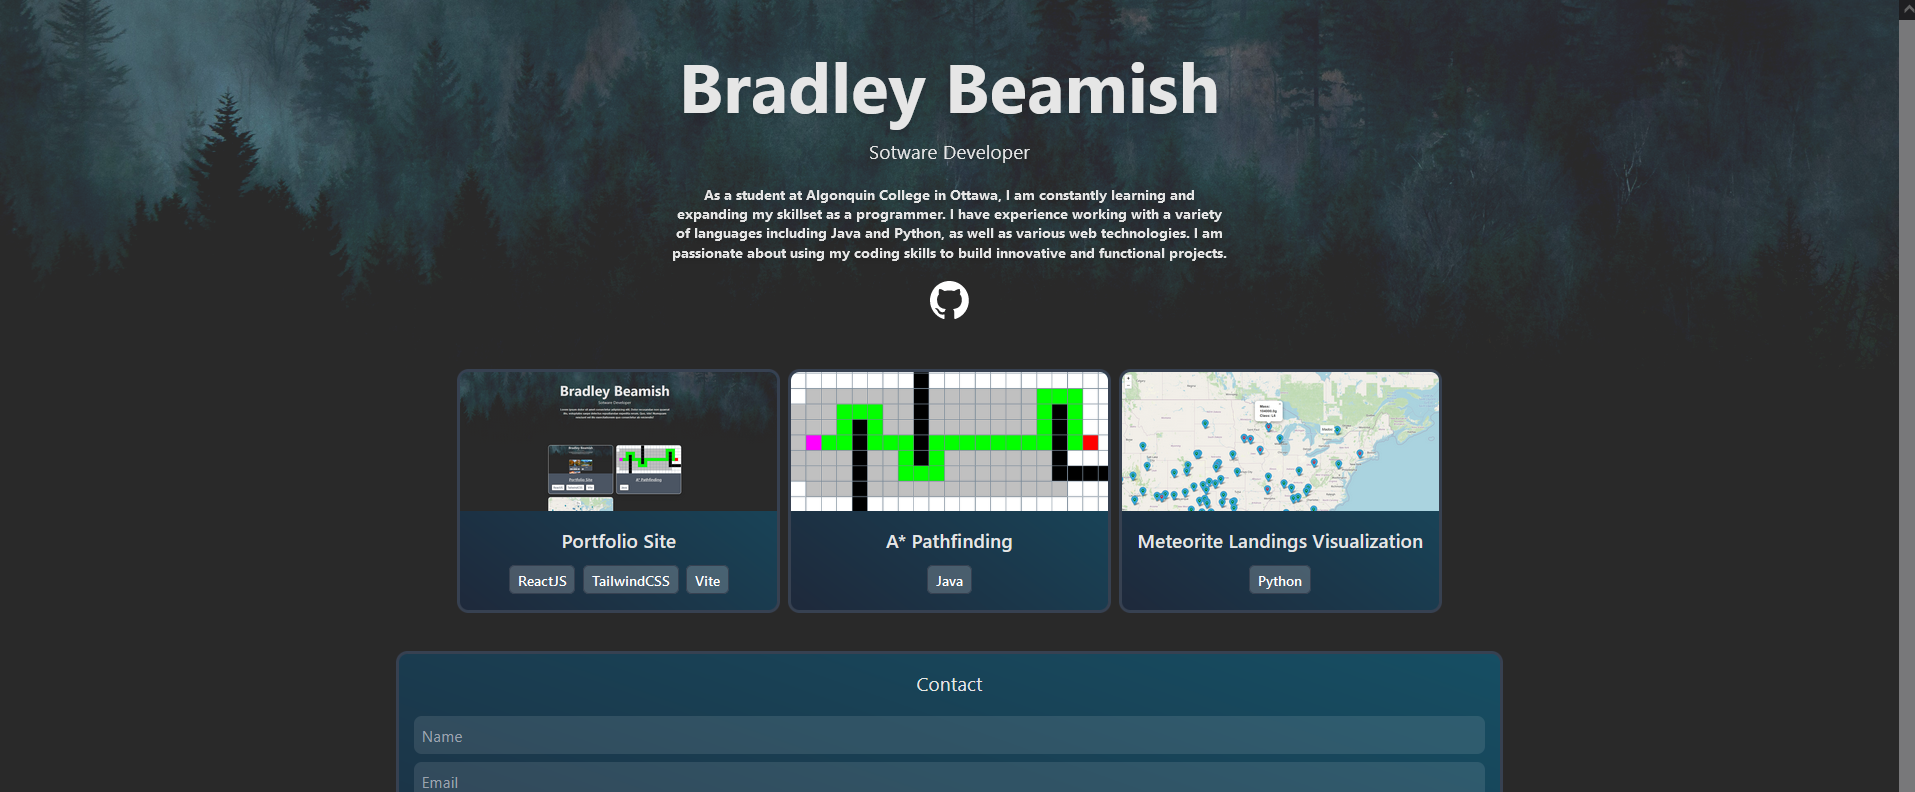 Bradley Beamish
Sotware Developer
As a student at Algonquin College in Ottawa, I am constantly learning and
expanding my skillset as a programmer. I have experience working with a variety
of languages including Java and Python, as well as various web technologies. I am
passionate about using my coding skills to build innovative and functional projects.
Bradley Beamish
Portfolio Site
ReactJS
TailwindCSS
Vite
A* Pathfinding
Java
Meteorite Landings Visualization
Python
Contact
Name
Email